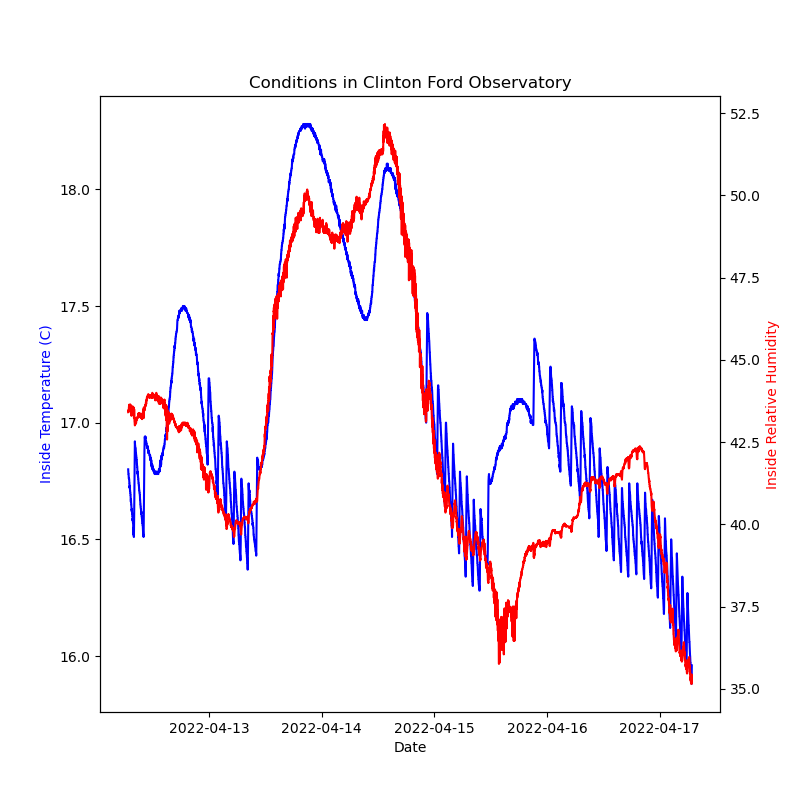 Conditions in Clinton Ford Observatory
Inside Temperature (C)
18.0
17.5
17.0
16.5
16.0
52.5
50.0
47.5
45.0
42.5
40.0
37.5
35.0
Inside Relative Humidity
2022-04-13 2022-04-14 2022-04-15 2022-04-16 2022-04-17
Date